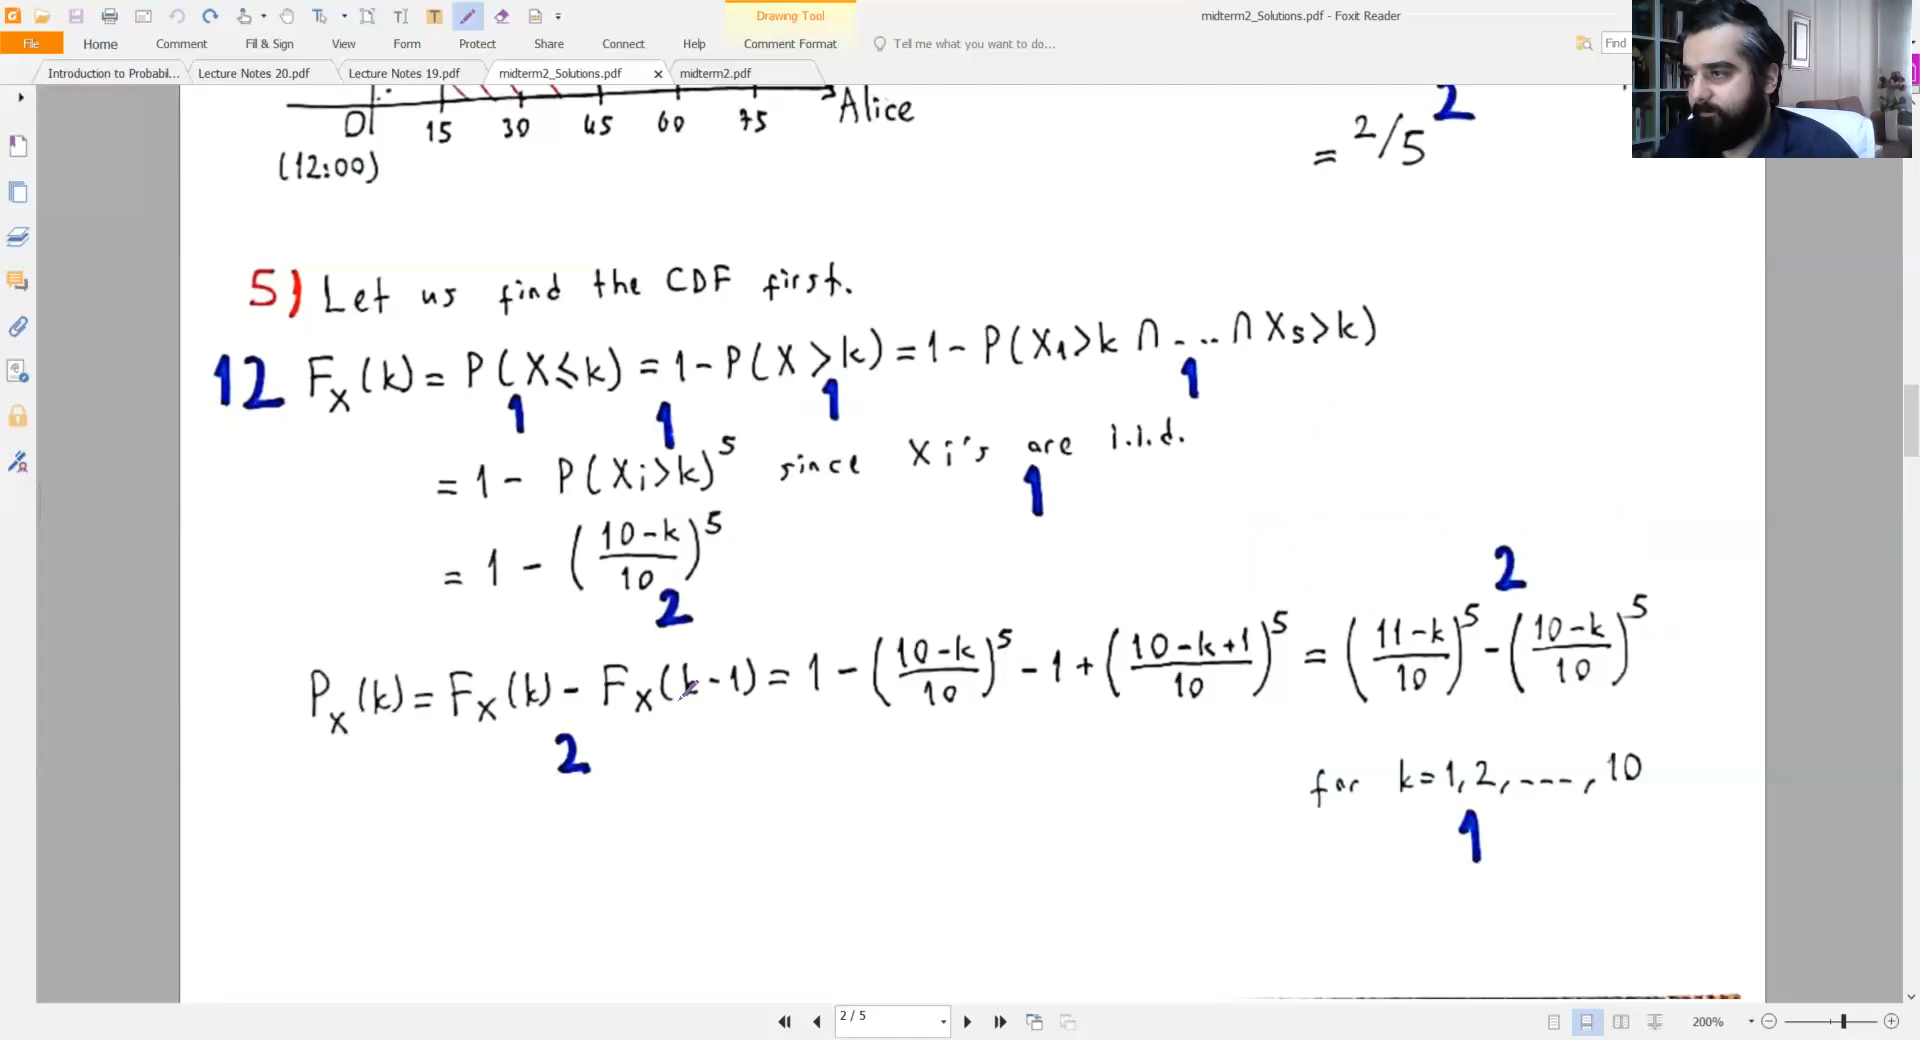 midterm2_Solutions.pdf - Foxit Reader
Drawing Tool
File Home Comment Fill & Sign View Form Protect Share Connect Help Comment Format Tell me what you want to do... Find
Introduction to Probabil... Lecture Notes 20.pdf Lecture Notes 19.pdf midterm2_Solutions.pdf × midterm2.pdf
Alice
0 15 30 45 60 75
(12:00)
= 2/5 2
5) Let us find the CDF first.
12 F_X(k) = P(X≤k) = 1 - P(X>k) = 1 - P(X_1>k ∩ ... ∩ X_5>k)
1 1 1 1
= 1 - P(X_i>k)^5 since X_i's are i.i.d.
1
= 1 - ((10-k)/10)^5
2
2
P_X(k) = F_X(k) - F_X(k-1) = 1 - ((10-k)/10)^5 - 1 + ((10-k+1)/10)^5 = ((11-k)/10)^5 - ((10-k)/10)^5
2
for k=1,2,----,10
1
2 / 5
200%